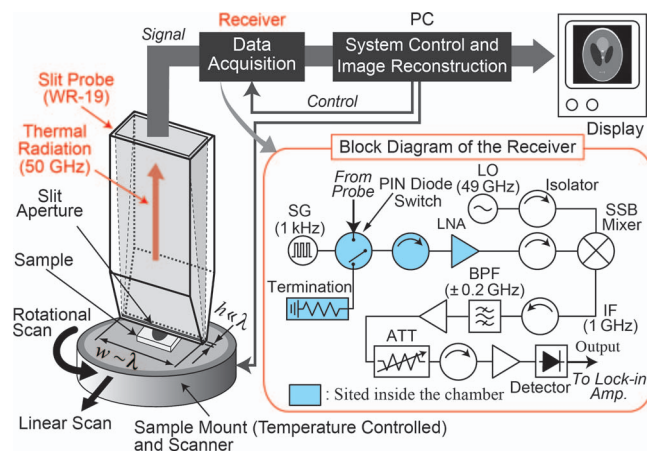 Signal
Receiver
Data
Acquisition
PC
System Control and
Image Reconstruction
Control
Display
Slit Probe
(WR-19)
Thermal
Radiation
(50 GHz)
Slit
Aperture
Sample
Rotational
Scan
w~λ
h≪λ
Linear Scan
Sample Mount (Temperature Controlled)
and Scanner
Block Diagram of the Receiver
From
Probe
PIN Diode
Switch
SG
(1 kHz)
LNA
LO
(49 GHz)
Isolator
SSB
Mixer
Termination
BPF
(± 0.2 GHz)
IF
(1 GHz)
ATT
Detector
Output
To Lock-in
Amp.
: Sited inside the chamber